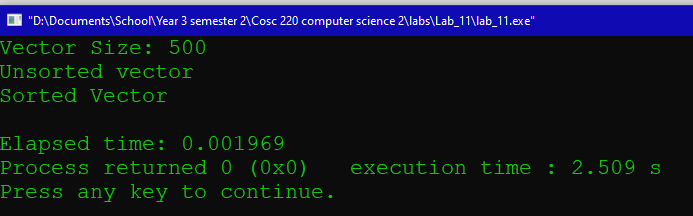 "D:\Documents\School\Year 3 semester 2\Cosc 220 computer science 2\labs\Lab_11\lab_11.exe"
Vector Size: 500
Unsorted vector
Sorted Vector
Elapsed time: 0.001969
Process returned 0 (0x0)   execution time : 2.509 s
Press any key to continue.